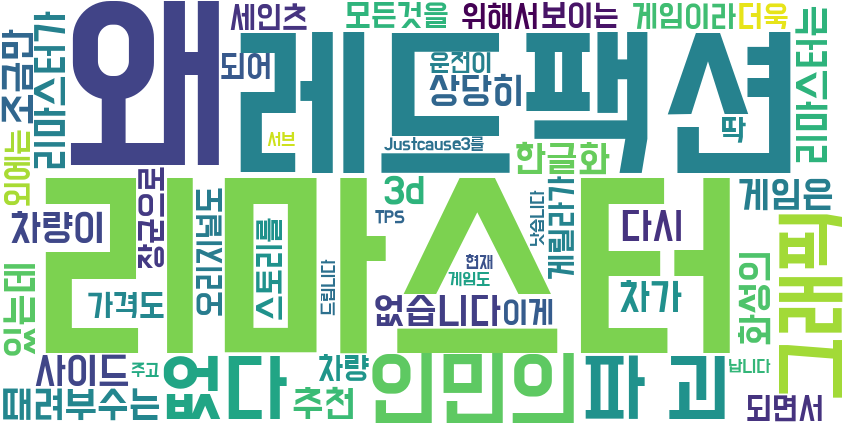 세인츠
모든것을
위해서
보이는
게임이라
더욱
조금만
리마스터가
왜
되어
레드팩션
운전이
상당히
리마스터는
딱
외에는
서브
Justcause3를
한글화
리마스터
3d
게임은
차량이
장군으로
오리지널도
스토리를
TPS
낫습니다
게릴라가
다시
그래픽
현재
게임도
드립니다
화성인
있는데
가격도
없습니다
이게
차가
사이드
주고
없다
차량
인민의
파괴
납니다
때려부수는
추천
되면서